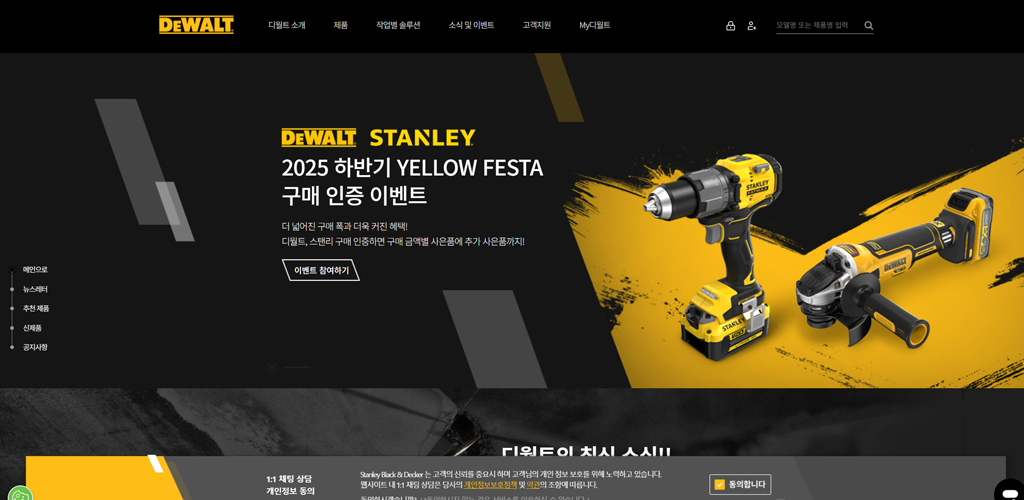 DEWALT
디월트 소개
제품
작업별 솔루션
소식 및 이벤트
고객지원
My디월트
모델명 또는 제품명 입력
DEWALT STANLEY
2025 하반기 YELLOW FESTA
구매 인증 이벤트
더 넓어진 구매 폭과 더욱 커진 혜택!
디월트, 스탠리 구매 인증하면 구매 금액별 사은품에 추가 사은품까지!
이벤트 참여하기
STANLEY
STANLEY
DEWALT
메인으로
뉴스레터
추천 제품
신제품
공지사항
디월트의 최신 소식!!
1:1 채팅 상담
개인정보 동의
Stanley Black & Decker 는 고객의 신뢰를 중요시 하며 고객님의 개인 정보 보호를 위해 노력하고 있습니다.
웹사이트 내 1:1 채팅 상담은 당사의 개인정보보호정책 및 약관의 조항에 따릅니다.
동의합니다